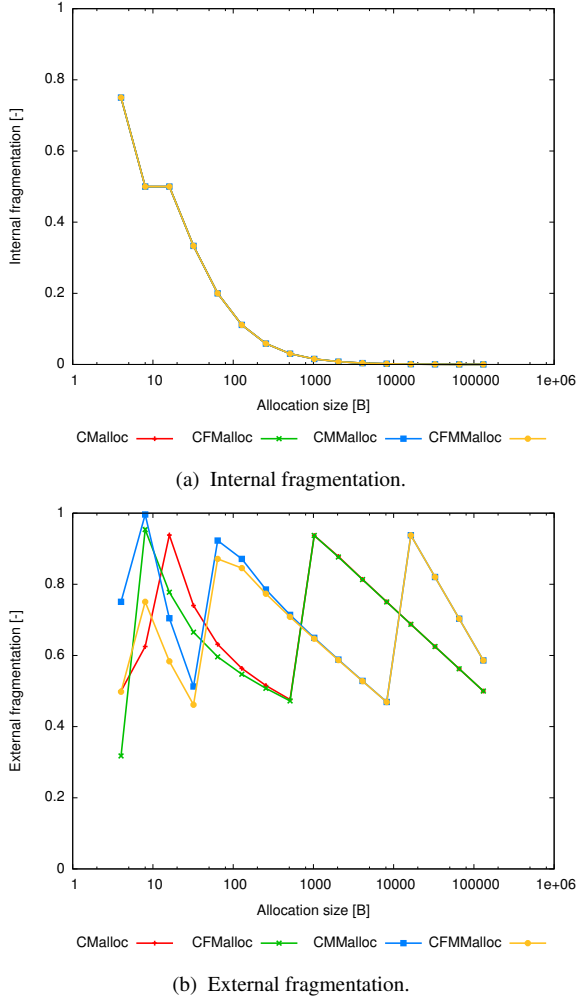 1
0.8
0.6
0.4
0.2
0
Internal fragmentation [-]
1 10 100 1000 10000 100000 1e+06
Allocation size [B]
CMalloc CFMalloc CMMalloc CFMMalloc
(a) Internal fragmentation.
1
0.8
0.6
0.4
0.2
0
External fragmentation [-]
1 10 100 1000 10000 100000 1e+06
Allocation size [B]
CMalloc CFMalloc CMMalloc CFMMalloc
(b) External fragmentation.